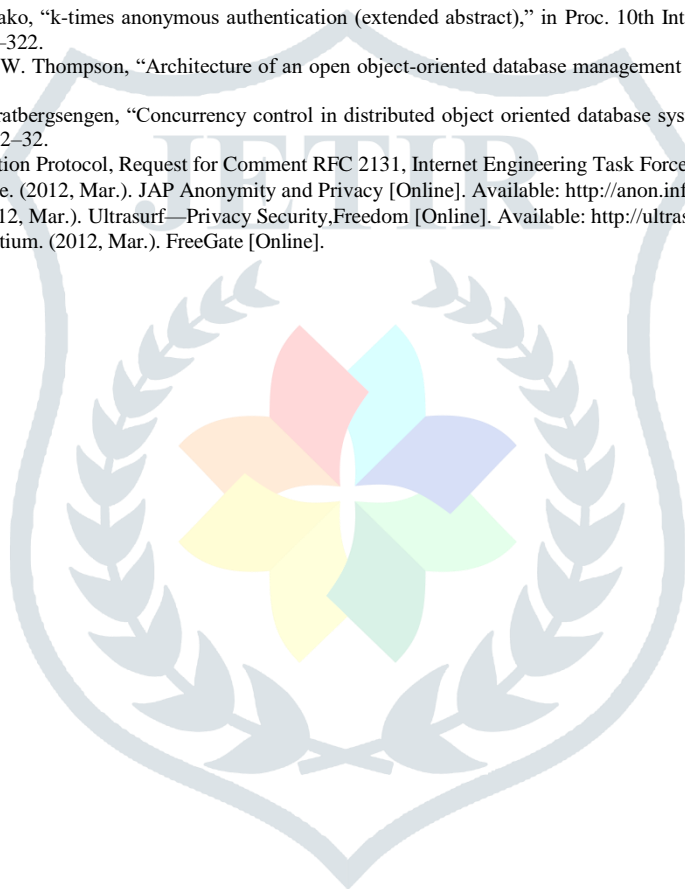 ako, “k-times anonymous authentication (extended abstract),” in Proc. 10th Int
–322.
W. Thompson, “Architecture of an open object-oriented database management
ratbergsengen, “Concurrency control in distributed object oriented database sys
2–32.
tion Protocol, Request for Comment RFC 2131, Internet Engineering Task Force
e. (2012, Mar.). JAP Anonymity and Privacy [Online]. Available: http://anon.inf
12, Mar.). Ultrasurf—Privacy Security,Freedom [Online]. Available: http://ultras
tium. (2012, Mar.). FreeGate [Online].
JETIR